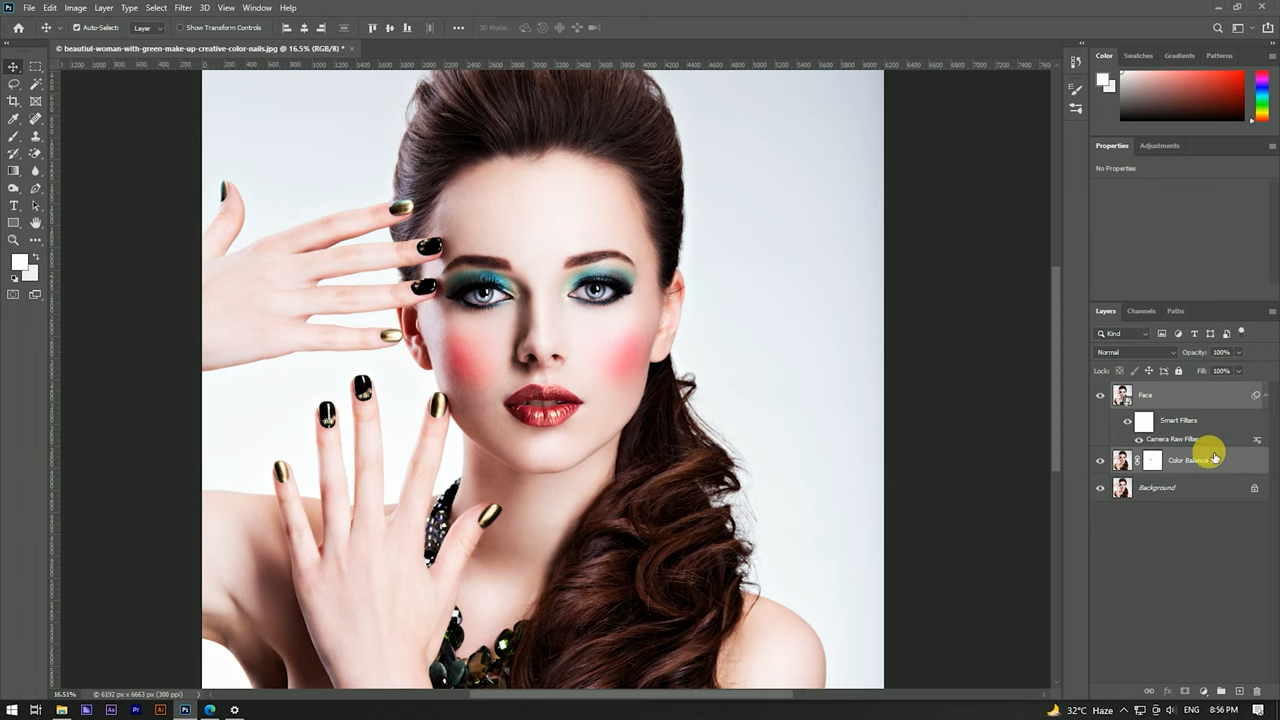 File Edit Image Layer Type Select Filter 3D View Window Help
Auto-Select: Layer Show Transform Controls 3D Mode:
© beautiul-woman-with-green-make-up-creative-color-nails.jpg @ 16.5% (RGB/8) *
Color Swatches Gradients Patterns
Properties Adjustments
No Properties
Layers Channels Paths
Kind
Normal Opacity: 100%
Lock: Fill: 100%
Face
Smart Filters
Camera Raw Filter
Color Balance
Background
16.51% © 6192 px x 6663 px (300 ppi)
32°C Haze ENG 8:56 PM